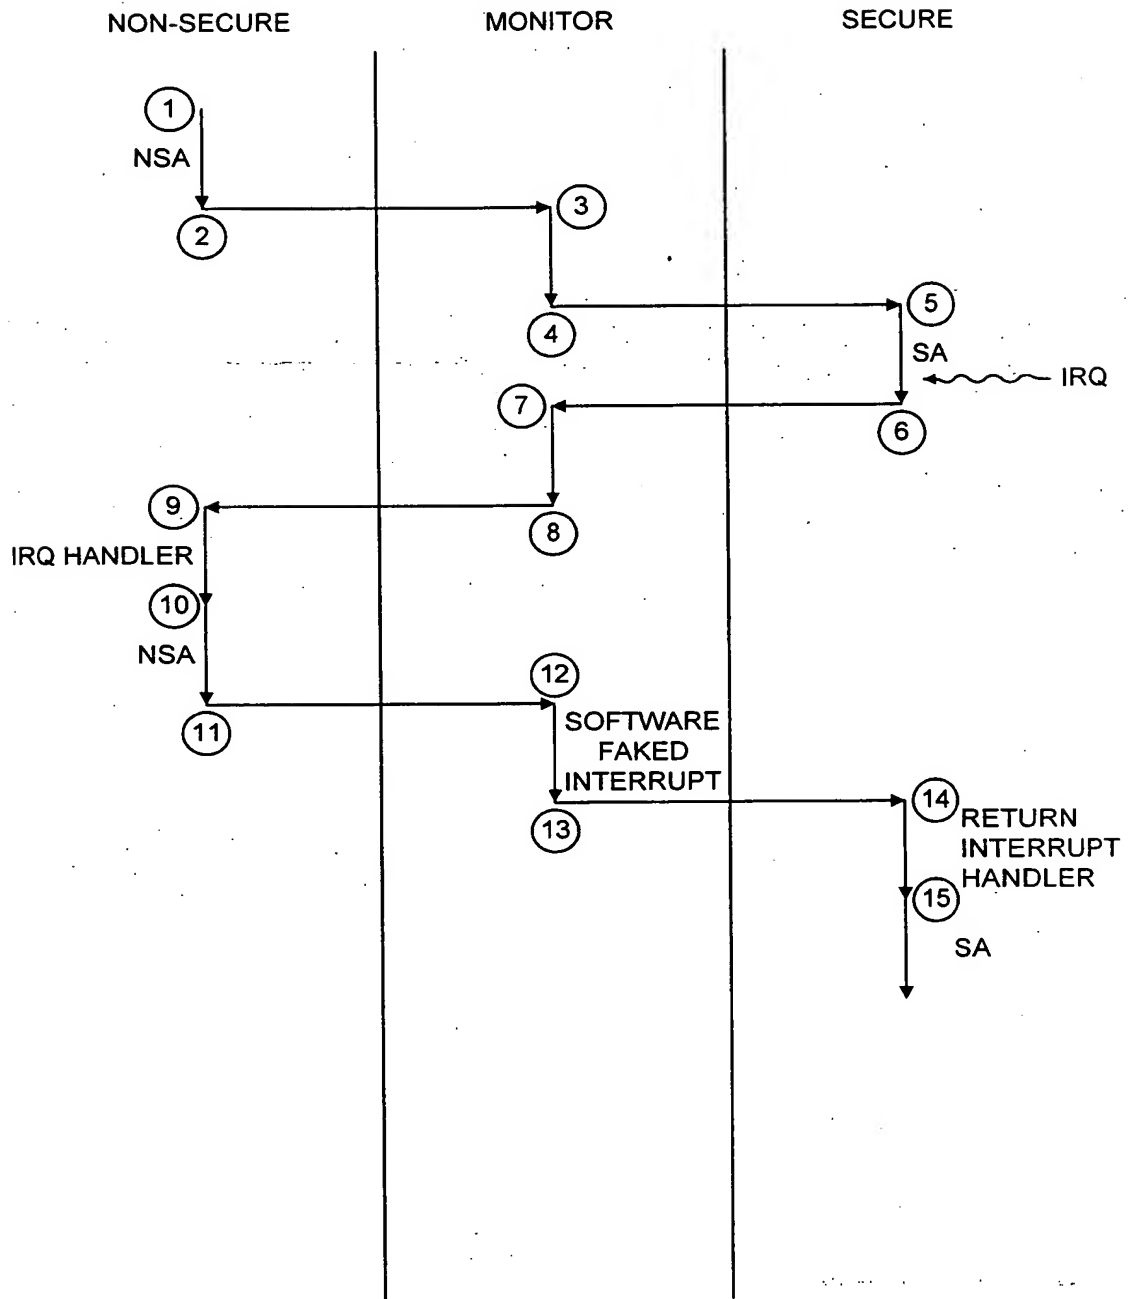 NON-SECURE
MONITOR
SECURE
1
NSA
2
3
4
5
SA
IRQ
6
7
8
9
IRQ HANDLER
10
NSA
11
12
SOFTWARE
FAKED
INTERRUPT
13
14
RETURN
INTERRUPT
HANDLER
15
SA